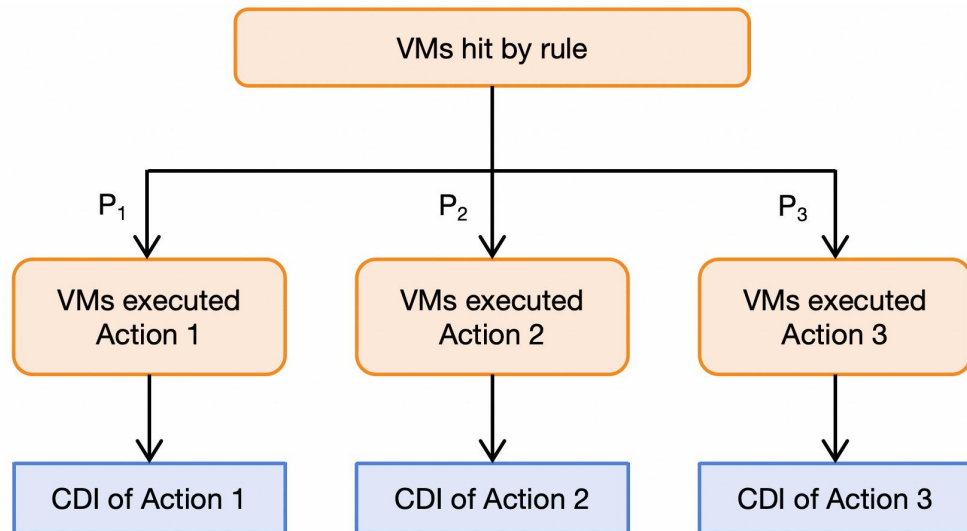 VMs hit by rule
P₁
P₂
P₃
VMs executed
Action 1
VMs executed
Action 2
VMs executed
Action 3
CDI of Action 1
CDI of Action 2
CDI of Action 3